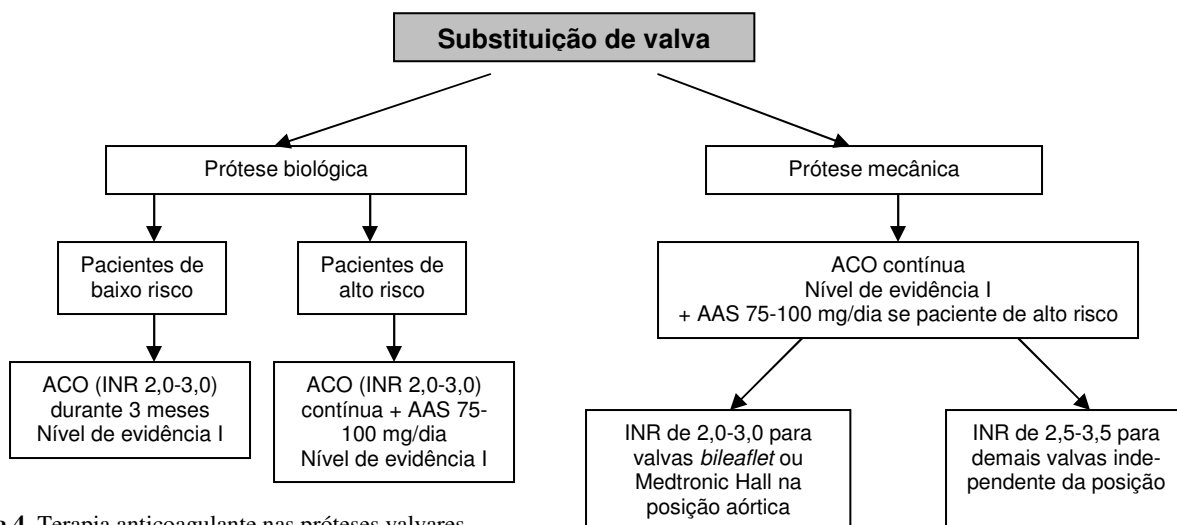 Substituição de valva
Prótese biológica
Prótese mecânica
Pacientes de
baixo risco
Pacientes de
alto risco
ACO contínua
Nível de evidência I
+ AAS 75-100 mg/dia se paciente de alto risco
ACO (INR 2,0-3,0)
durante 3 meses
Nível de evidência I
ACO (INR 2,0-3,0)
contínua + AAS 75-
100 mg/dia
Nível de evidência I
INR de 2,0-3,0 para
valvas bileaflet ou
Medtronic Hall na
posição aórtica
INR de 2,5-3,5 para
demais valvas inde-
pendente da posição
4. Terapia anticoagulante nas próteses valvares